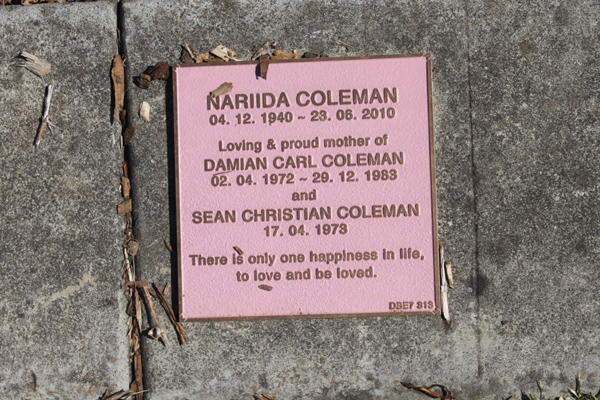 NARIIDA COLEMAN
04. 12. 1940 ~ 23. 06. 2010
Loving & proud mother of
DAMIAN CARL COLEMAN
02. 04. 1972 ~ 29. 12. 1983
and
SEAN CHRISTIAN COLEMAN
17. 04. 1973
There is only one happiness in life,
to love and be loved.
DBE7 313